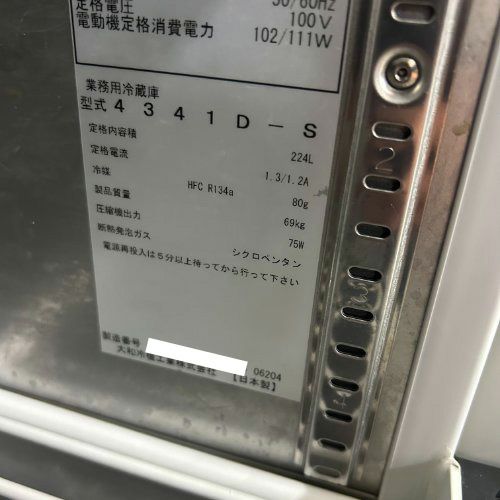 定格電圧 50/60Hz
100V
電動機定格消費電力 102/111W
業務用冷蔵庫
型式 4341D-S
定格内容積 224L
定格電流 1.3/1.2A
冷媒 HFC R134a 80g
製品質量 69kg
圧縮機出力 75W
断熱発泡ガス シクロペンタン
電源再投入は5分以上待ってから行って下さい
製造番号 06204
大和冷機工業株式会社 【日本製】
2
3
4